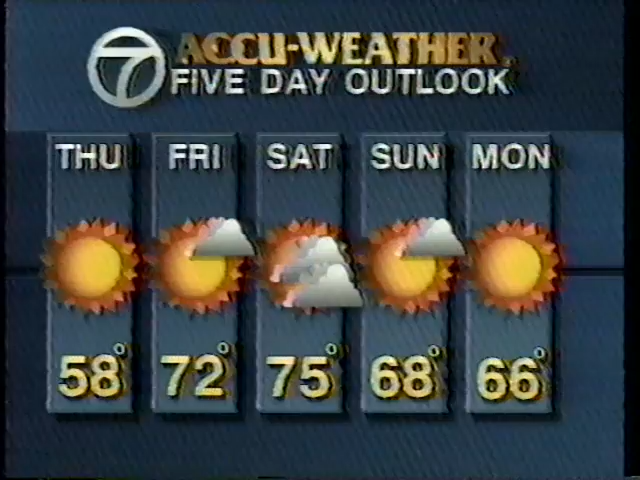 7 ACCU-WEATHER.
FIVE DAY OUTLOOK
THU FRI SAT SUN MON
58° 72° 75° 68° 66°